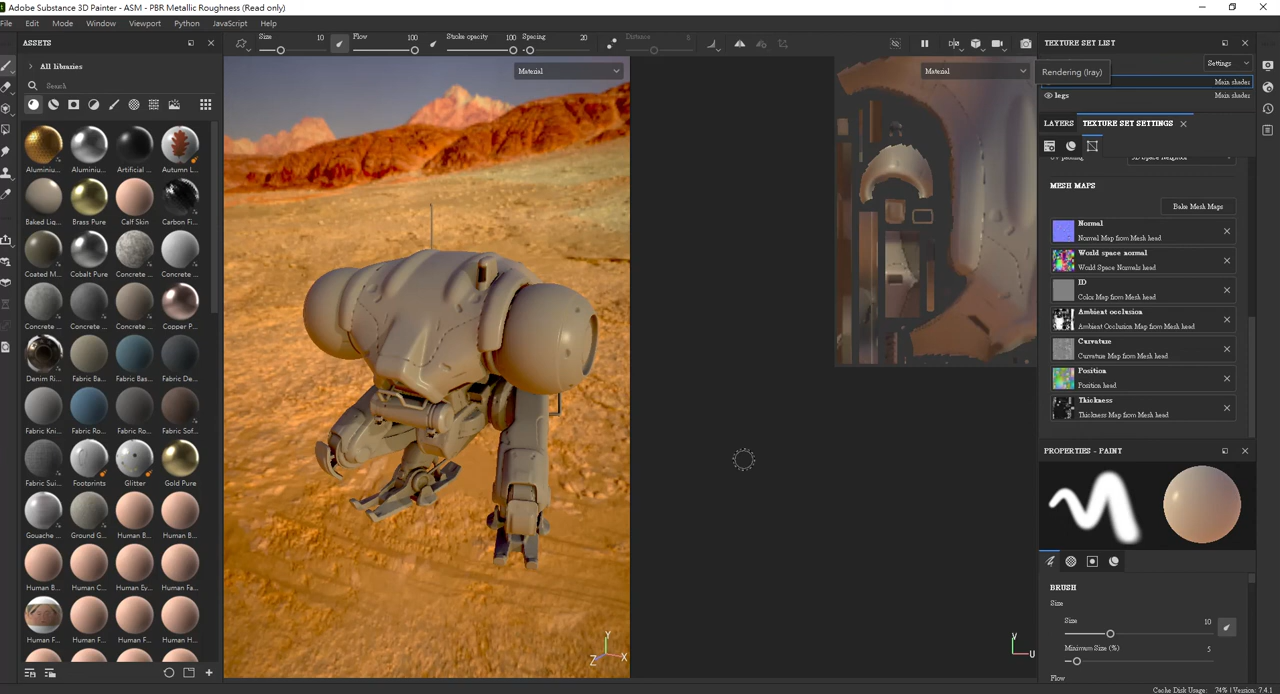 Adobe Substance 3D Painter - ASM - PBR Metallic Roughness (Read only)
File Edit Mode Window Viewport Python JavaScript Help
ASSETS
Size 10 Flow 100 Stroke opacity 100 Spacing 20 Distance 8
TEXTURE SET LIST
All libraries
Search
Material
Material
Rendering (Iray)
Settings
Main shader
legs Main shader
LAYERS TEXTURE SET SETTINGS
MESH MAPS
Bake Mesh Maps
Normal
Normal Map from Mesh head
World space normal
World Space Normals head
ID
Color Map from Mesh head
Ambient occlusion
Ambient Occlusion Map from Mesh head
Curvature
Curvature Map from Mesh head
Position
Position head
Thickness
Thickness Map from Mesh head
Aluminiu... Aluminiu... Artificial ... Autumn L...
Baked Lig... Brass Pure Calf Skin Carbon Fi...
Coated M... Cobalt Pure Concrete ... Concrete ...
Concrete ... Concrete ... Concrete ... Copper P...
Denim Ri... Fabric Ba... Fabric Bas... Fabric De...
Fabric Kni... Fabric Ro... Fabric Ro... Fabric Sof...
Fabric Sui... Footprints Glitter Gold Pure
Gouache ... Ground G... Human B... Human B...
Human B... Human C... Human Ey... Human Fa...
Human F... Human F... Human F... Human H...
Y
Z X
V
U
PROPERTIES - PAINT
BRUSH
Size
Size 10
Minimum Size (%) 5
Flow
Cache Disk Usage: 74% | Version: 7.4.1